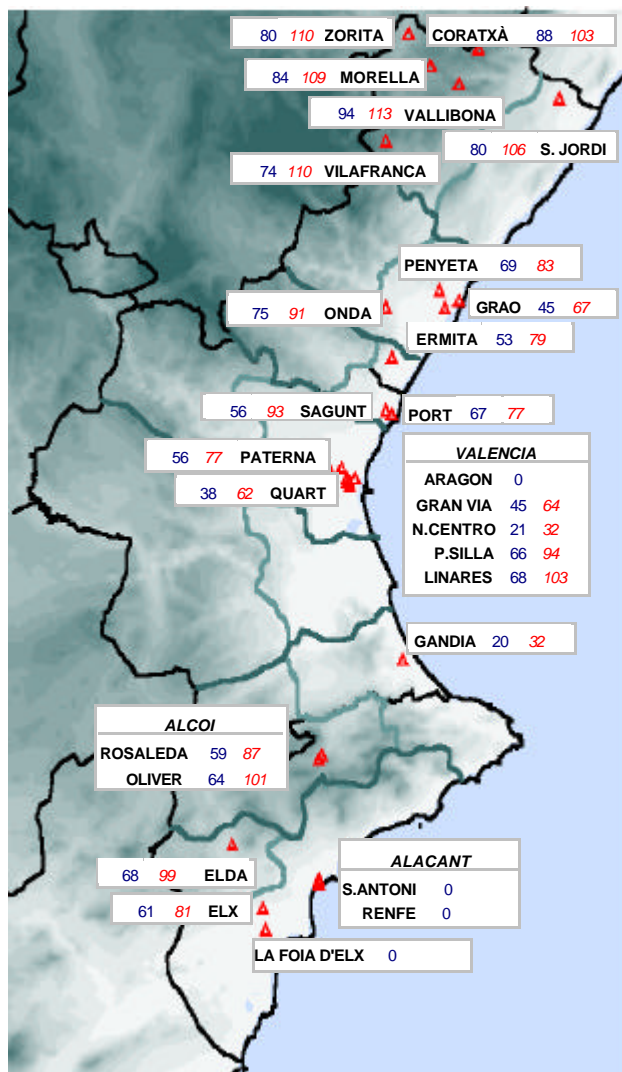 80 110 ZORITA
CORATXÀ 88 103
84 109 MORELLA
94 113 VALLIBONA
80 106 S. JORDI
74 110 VILAFRANCA
PENYETA 69 83
75 91 ONDA
GRAO 45 67
ERMITA 53 79
56 93 SAGUNT
PORT 67 77
56 77 PATERNA
38 62 QUART
VALENCIA
ARAGON 0
GRAN VIA 45 64
N.CENTRO 21 32
P.SILLA 66 94
LINARES 68 103
GANDIA 20 32
ALCOI
ROSALEDA 59 87
OLIVER 64 101
68 99 ELDA
61 81 ELX
ALACANT
S.ANTONI 0
RENFE 0
LA FOIA D'ELX 0